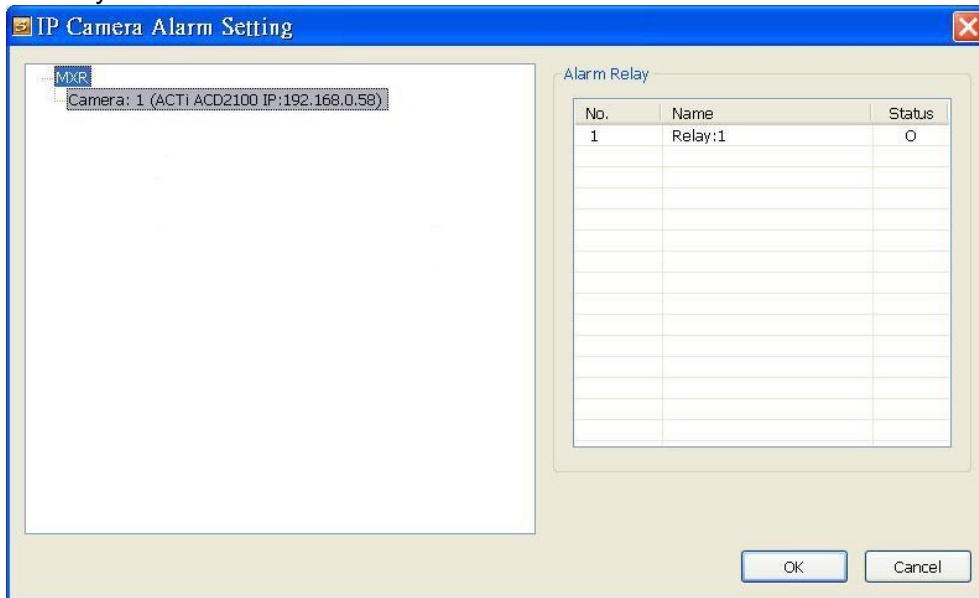 IP Camera Alarm Setting
MXR
Camera: 1 (ACTi ACD2100 IP:192.168.0.58)
Alarm Relay
No. Name Status
1 Relay:1 O
OK Cancel